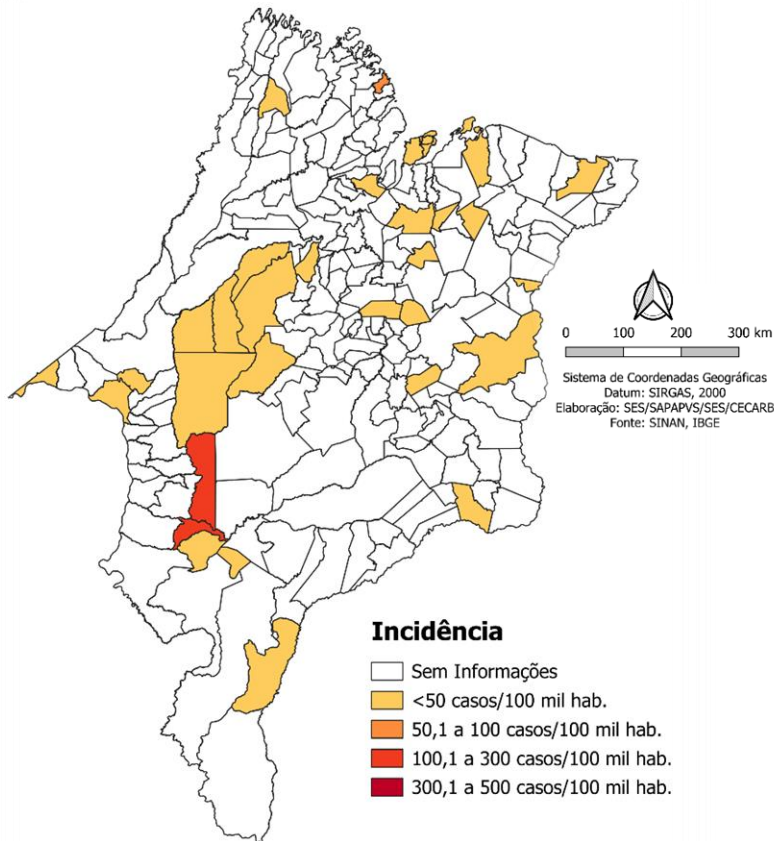 0 100 200 300 km
Sistema de Coordenadas Geográficas
Datum: SIRGAS, 2000
Elaboração: SES/SAPAPVS/SES/CECARB
Fonte: SINAN, IBGE
Incidência
Sem Informações
<50 casos/100 mil hab.
50,1 a 100 casos/100 mil hab.
100,1 a 300 casos/100 mil hab.
300,1 a 500 casos/100 mil hab.